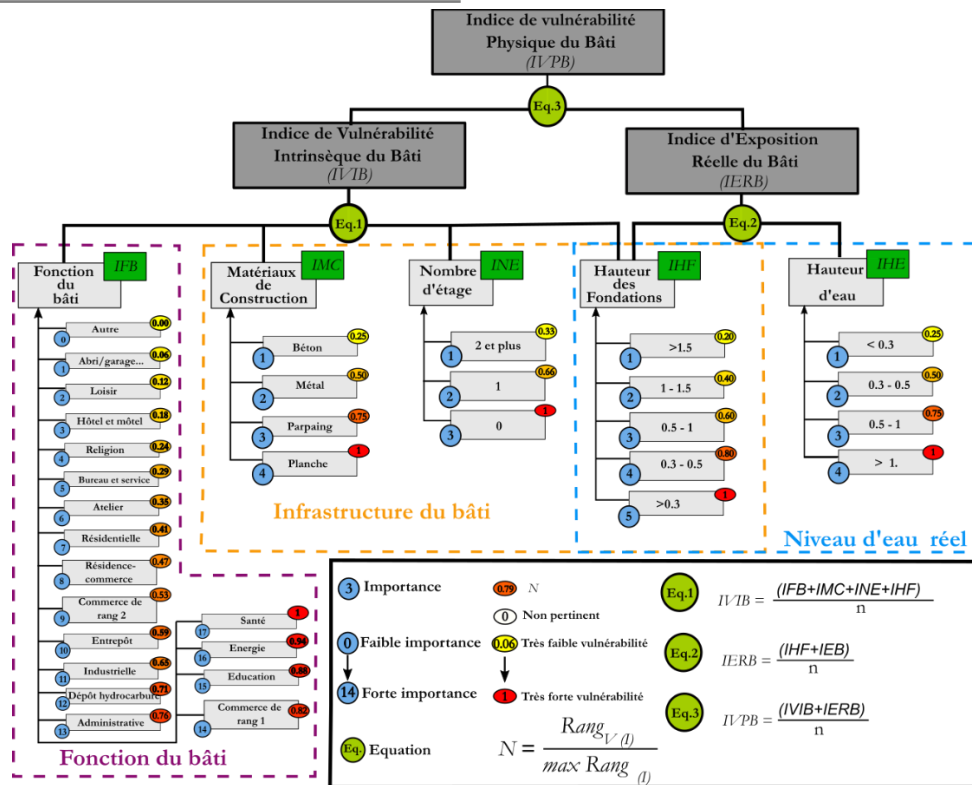 Indice de vulnérabilité
Physique du Bâti
(IVPB)
Eq.3
Indice de Vulnérabilité
Intrinsèque du Bâti
(IVIB)
Indice d'Exposition
Réelle du Bâti
(IERB)
Eq.1
Eq.2
Fonction
du
bâti
IFB
Autre
0.00
0
Abri/garage...
0.06
1
Loisir
0.12
2
Hôtel et môtel
0.18
3
Religion
0.24
4
Bureau et service
0.29
5
Atelier
0.35
6
Résidentielle
0.41
7
Résidence-
commerce
0.47
8
Commerce de
rang 2
0.53
9
Entrepôt
0.59
10
Industrielle
0.65
11
Dépôt hydrocarbure
0.71
12
Administrative
0.76
13
Santé
1
17
Energie
0.94
16
Education
0.88
15
Commerce de
rang 1
0.82
14
Fonction du bâti
Matériaux
de
Construction
IMC
Béton
0.25
1
Métal
0.50
2
Parpaing
0.75
3
Planche
1
4
Nombre
d'étage
INE
2 et plus
0.33
1
1
0.66
2
0
1
3
Infrastructure du bâti
Hauteur
des
Fondations
IHF
>1.5
0.20
1
1 - 1.5
0.40
2
0.5 - 1
0.60
3
0.3 - 0.5
0.80
4
>0.3
1
5
Hauteur
d'eau
IHE
< 0.3
0.25
1
0.3 - 0.5
0.50
2
0.5 - 1
0.75
3
> 1.
1
4
Niveau d'eau réel
3 Importance
0 Faible importance
14 Forte importance
Eq. Equation
0.79 N
0 Non pertinent
0.06 Très faible vulnérabilité
1 Très forte vulnérabilité
N = Rang V (I)
max Rang (I)
Eq.1 IVIB = (IFB+IMC+INE+IHF)
n
Eq.2 IERB = (IHF+IEB)
n
Eq.3 IVPB = (IVIB+IERB)
n